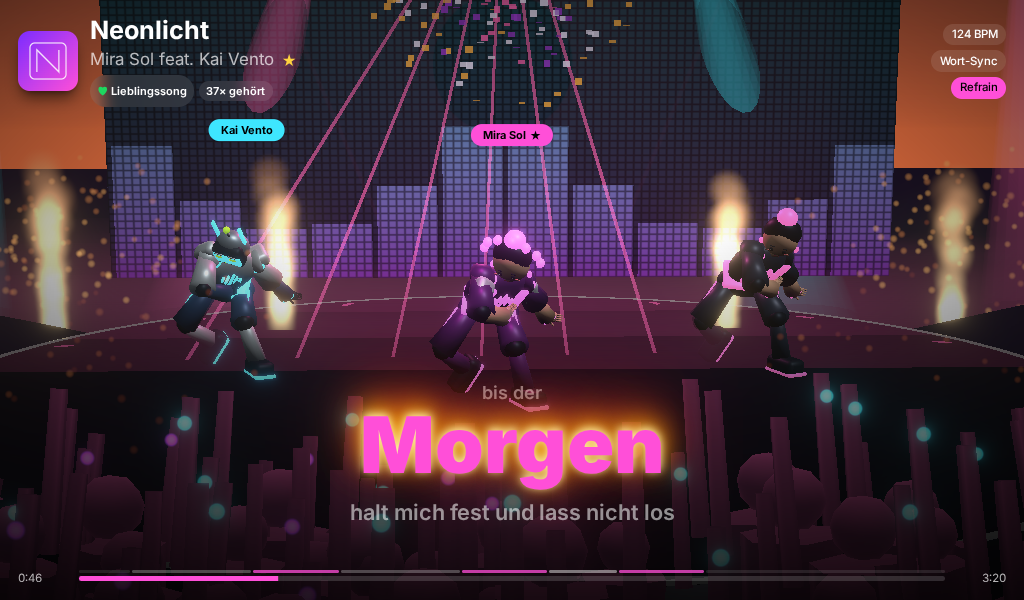 Neonlicht
Mira Sol feat. Kai Vento ★
Lieblingssong
37× gehört
124 BPM
Wort-Sync
Refrain
Kai Vento
Mira Sol ★
bis der
Morgen
halt mich fest und lass nicht los
0:46
3:20